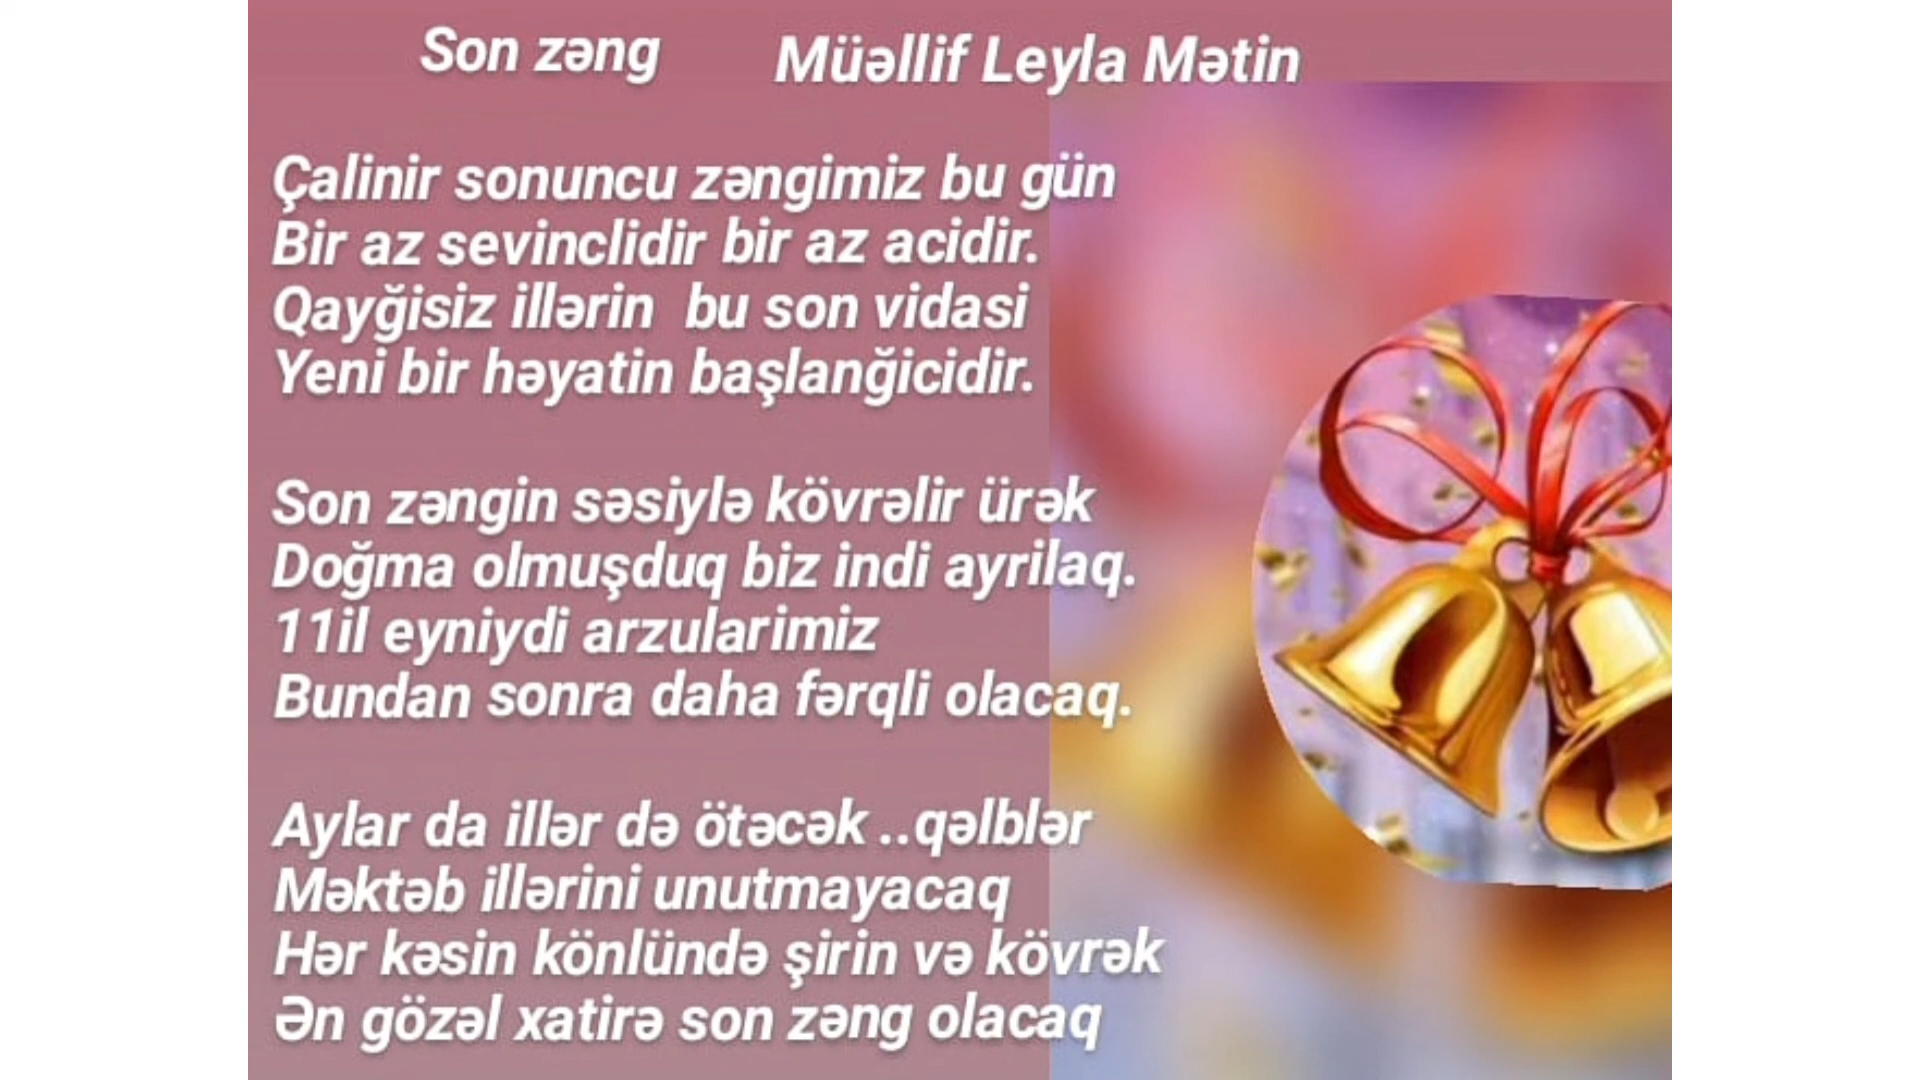 Son zəng Müəllif Leyla Mətin
Çalinir sonuncu zəngimiz bu gün
Bir az sevinclidir bir az acidir.
Qayğisiz illərin bu son vidasi
Yeni bir həyatin başlanğicidir.
Son zəngin səsiylə kövrəlir ürək
Doğma olmuşduq biz indi ayrilaq.
11il eyniydi arzularimiz
Bundan sonra daha fərqli olacaq.
Aylar da illər də ötəcək ..qəlblər
Məktəb illərini unutmayacaq
Hər kəsin könlündə şirin və kövrək
Ən gözəl xatirə son zəng olacaq